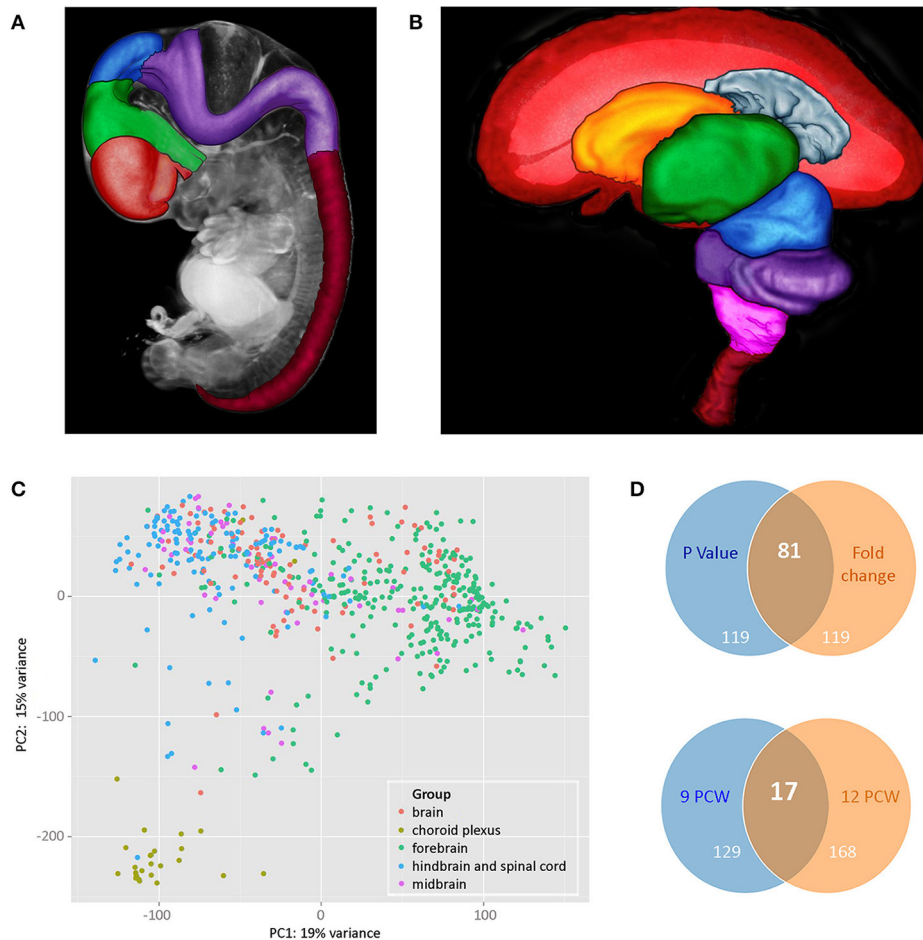 A
B
C
0
-100
-200
PC2: 15% variance
-100
0
100
PC1: 19% variance
Group
brain
choroid plexus
forebrain
hindbrain and spinal cord
midbrain
D
P Value
81
Fold
change
119
119
9 PCW
17
12 PCW
129
168